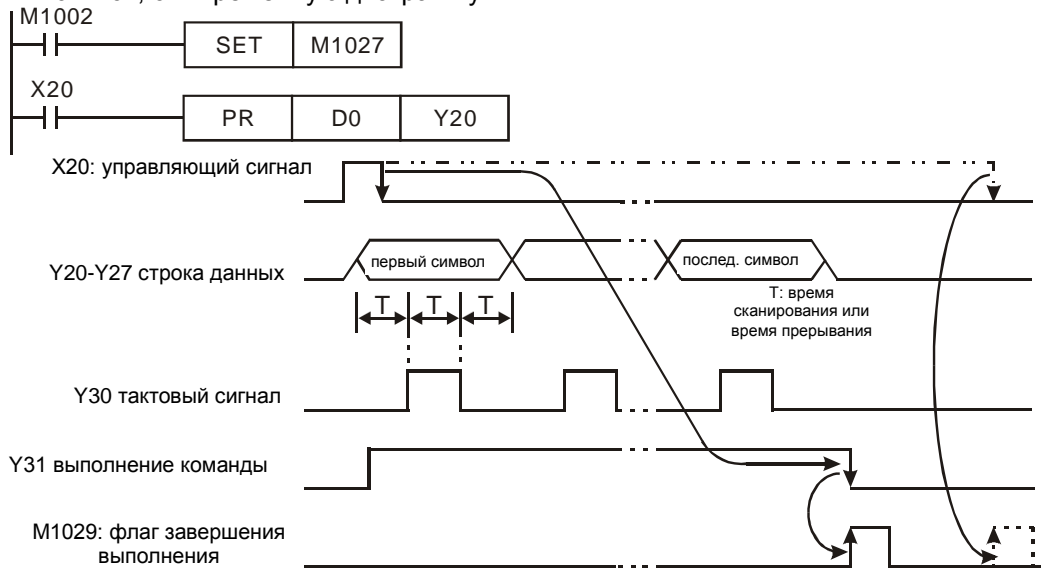 M1002
SET M1027
X20
PR D0 Y20
X20: управляющий сигнал
Y20-Y27 строка данных
первый символ
послед. символ
T T T
T: время
сканирования или
время прерывания
Y30 тактовый сигнал
Y31 выполнение команды
M1029: флаг завершения
выполнения